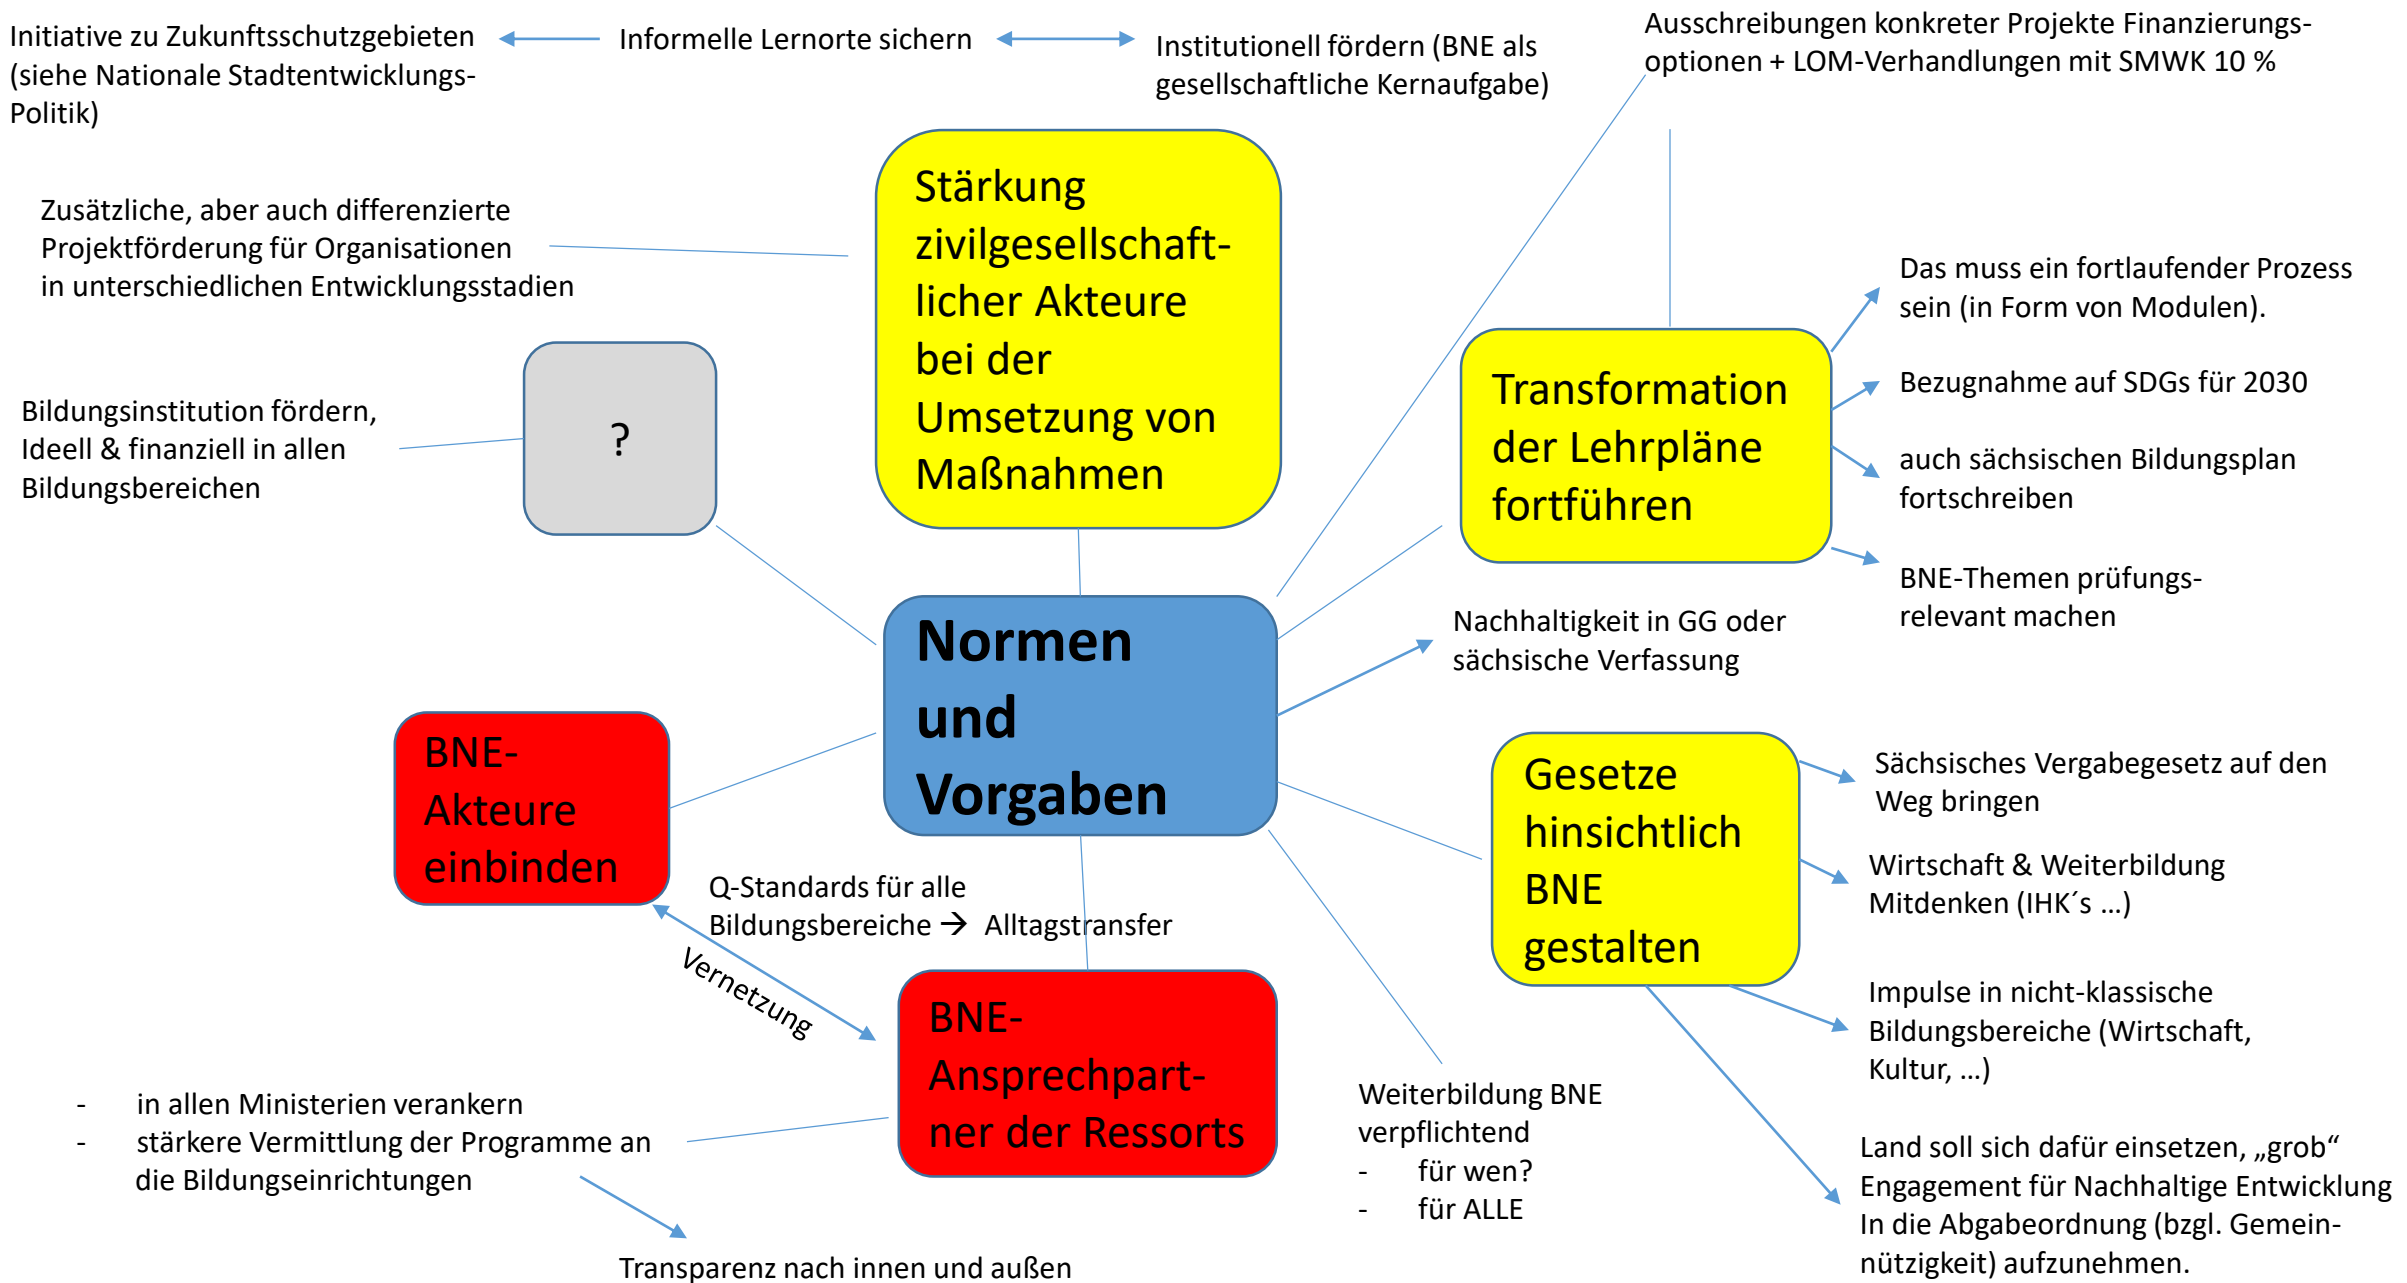 Initiative zu Zukunftsschutzgebieten
(siehe Nationale Stadtentwicklungs-
Politik)
Informelle Lernorte sichern
Institutionell fördern (BNE als
gesellschaftliche Kernaufgabe)
Ausschreibungen konkreter Projekte Finanzierungs-
optionen + LOM-Verhandlungen mit SMWK 10 %
Zusätzliche, aber auch differenzierte
Projektförderung für Organisationen
in unterschiedlichen Entwicklungsstadien
Stärkung
zivilgesellschaft-
licher Akteure
bei der
Umsetzung von
Maßnahmen
Bildungsinstitution fördern,
Ideell & finanziell in allen
Bildungsbereichen
?
Transformation
der Lehrpläne
fortführen
Das muss ein fortlaufender Prozess
sein (in Form von Modulen).
Bezugnahme auf SDGs für 2030
auch sächsischen Bildungsplan
fortschreiben
BNE-Themen prüfungs-
relevant machen
Normen
und
Vorgaben
Nachhaltigkeit in GG oder
sächsische Verfassung
BNE-
Akteure
einbinden
Gesetze
hinsichtlich
BNE
gestalten
Sächsisches Vergabegesetz auf den
Weg bringen
Wirtschaft & Weiterbildung
Mitdenken (IHK´s …)
Impulse in nicht-klassische
Bildungsbereiche (Wirtschaft,
Kultur, …)
Land soll sich dafür einsetzen, „grob“
Engagement für Nachhaltige Entwicklung
In die Abgabeordnung (bzgl. Gemein-
nützigkeit) aufzunehmen.
Q-Standards für alle
Bildungsbereiche → Alltagstransfer
Vernetzung
BNE-
Ansprechpart-
ner der Ressorts
- in allen Ministerien verankern
- stärkere Vermittlung der Programme an
die Bildungseinrichtungen
Transparenz nach innen und außen
Weiterbildung BNE
verpflichtend
- für wen?
- für ALLE